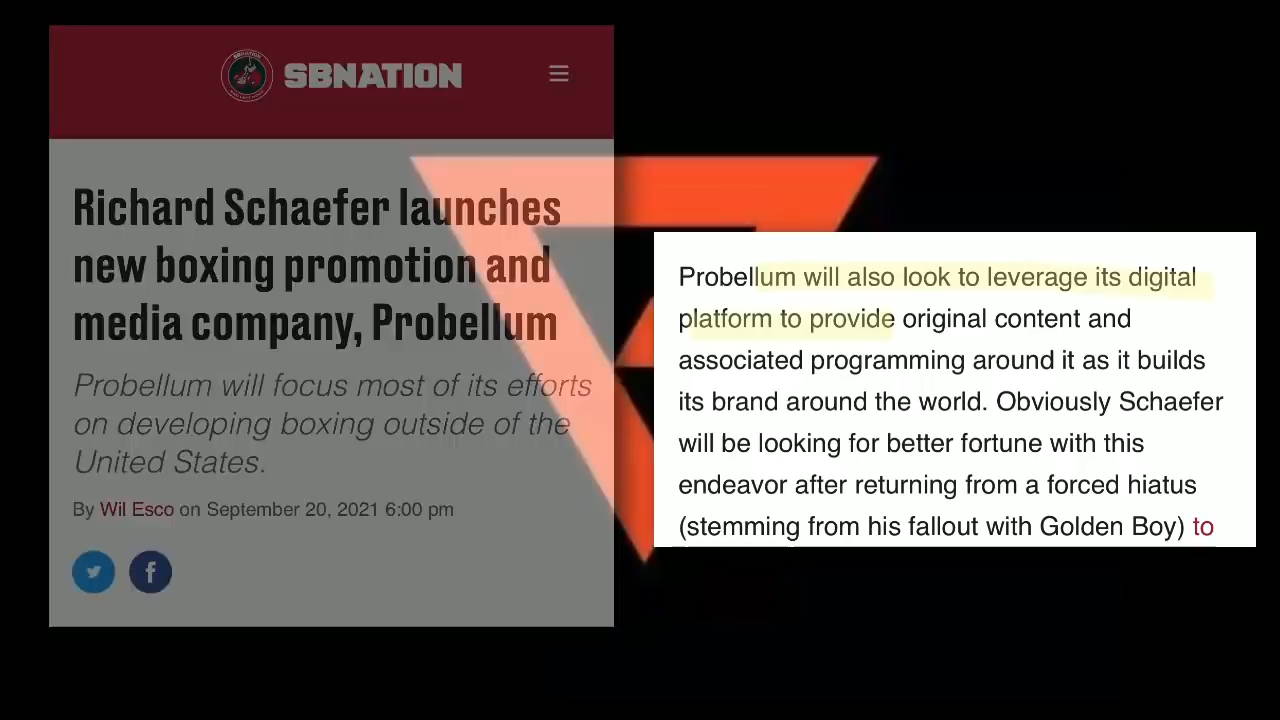 SBNATION
Richard Schaefer launches
new boxing promotion and
media company, Probellum
Probellum will focus most of its efforts
on developing boxing outside of the
United States.
By Wil Esco on September 20, 2021 6:00 pm
Probellum will also look to leverage its digital
platform to provide original content and
associated programming around it as it builds
its brand around the world. Obviously Schaefer
will be looking for better fortune with this
endeavor after returning from a forced hiatus
(stemming from his fallout with Golden Boy) to